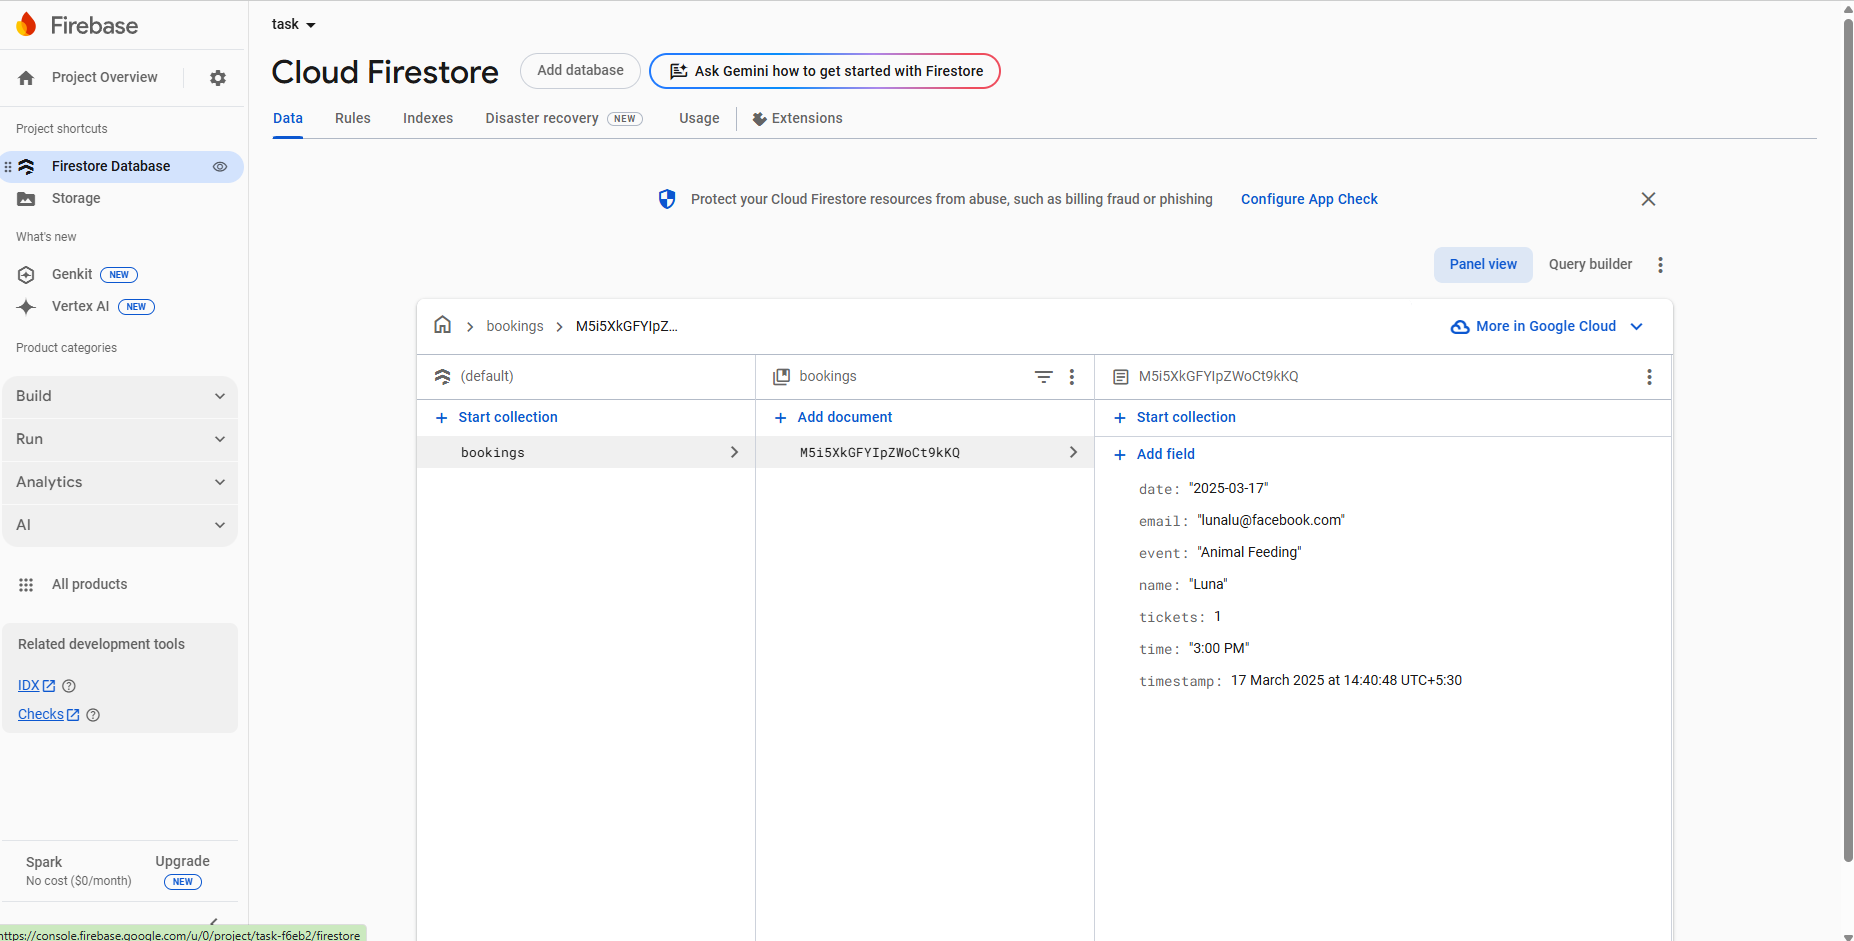 Firebase
task
Project Overview
Cloud Firestore
Add database
Ask Gemini how to get started with Firestore
Data
Rules
Indexes
Disaster recovery NEW
Usage
Extensions
Project shortcuts
Firestore Database
Storage
What's new
Genkit NEW
Vertex AI NEW
Product categories
Build
Run
Analytics
AI
All products
Related development tools
IDX
Checks
Spark
No cost ($0/month)
Upgrade
NEW
https://console.firebase.google.com/u/0/project/task-f6eb2/firestore
Protect your Cloud Firestore resources from abuse, such as billing fraud or phishing
Configure App Check
Panel view
Query builder
bookings
M5i5XkGFYIpZ...
More in Google Cloud
(default)
Start collection
bookings
bookings
Add document
M5i5XkGFYIpZWoCt9kKQ
M5i5XkGFYIpZWoCt9kKQ
Start collection
Add field
date: "2025-03-17"
email: "lunalu@facebook.com"
event: "Animal Feeding"
name: "Luna"
tickets: 1
time: "3:00 PM"
timestamp: 17 March 2025 at 14:40:48 UTC+5:30